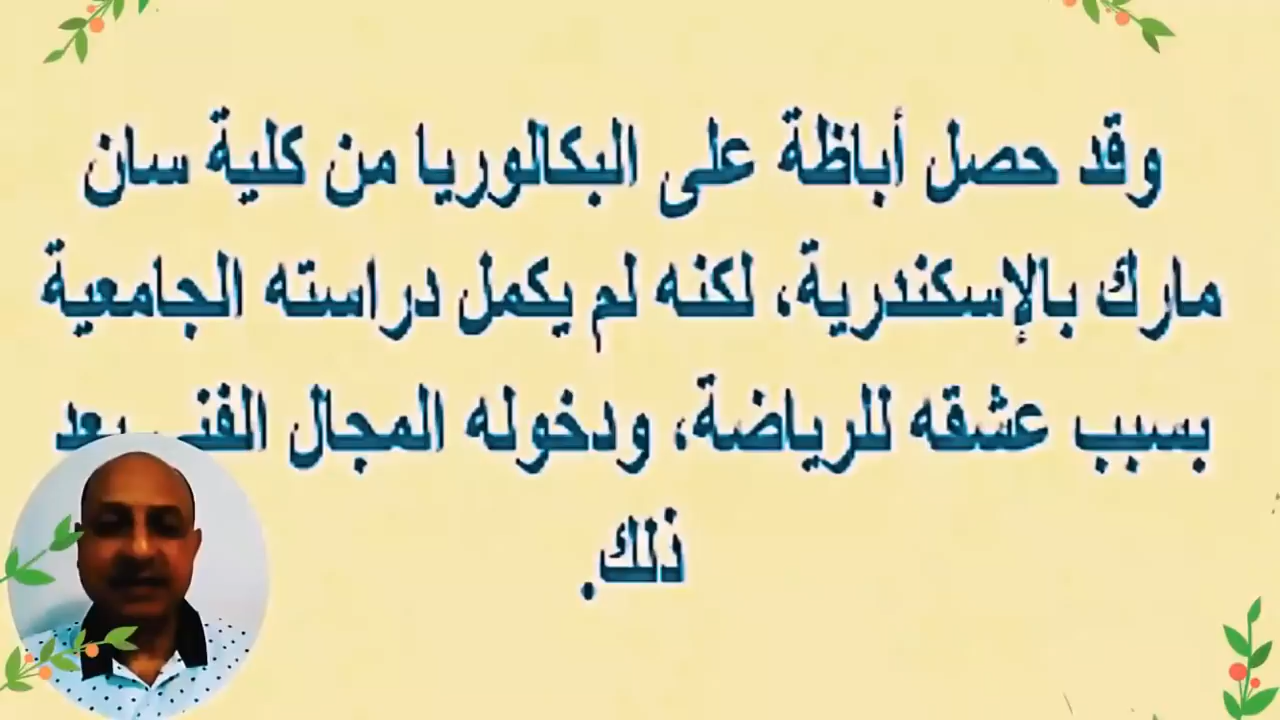 وقد حصل أباظة على البكالوريا من كلية سان
مارك بالإسكندرية، لكنه لم يكمل دراسته الجامعية
بسبب عشقه للرياضة، ودخوله المجال الفني بعد
ذلك.